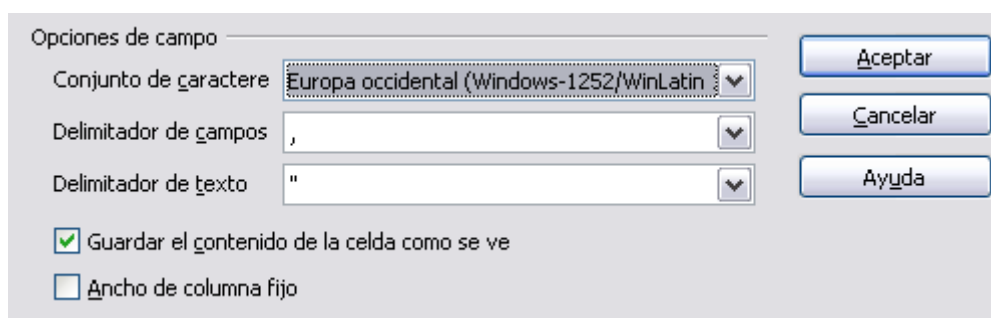 Opciones de campo
Conjunto de caractere
Europa occidental (Windows-1252/WinLatin
Delimitador de campos
,
Delimitador de texto
"
Guardar el contenido de la celda como se ve
Ancho de columna fijo
Aceptar
Cancelar
Ayuda